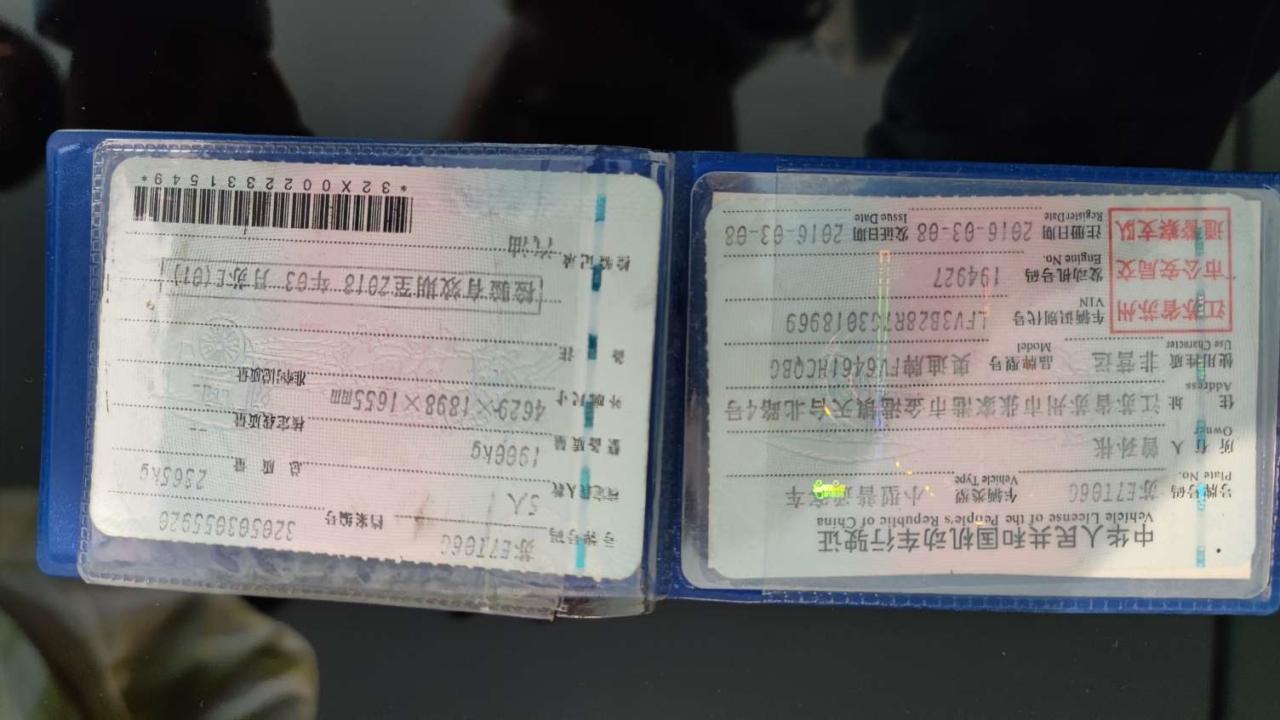 中华人民共和国机动车行驶证
Vehicle License of the People's Republic of China
号牌号码 苏E7T06G 车辆类型 小型普通客车
Plate No. Vehicle Type
所有人
Owner
住址 江苏省苏州市张家港市金港镇天台北路4号
Address
使用性质 非营运 品牌型号 奥迪牌FV6461HCQBG
Use Character Model
江苏省苏州
市公安局交
通警察支队
车辆识别代号 LFV3B28R7G3018969
VIN
发动机号码 194927
Engine No.
注册日期 2016-03-08 发证日期 2016-03-08
Register Date Issue Date
号牌号码 苏E7T06G 档案编号 320503055920
核定载人数 5人 总质量 2365kg
整备质量 1900kg 核定载质量 --
外廓尺寸 4629×1898×1655mm 准牵引总质量 --
备注
检验有效期至2018年03月苏E(01)
检验记录 汽油
*32X0022331549*